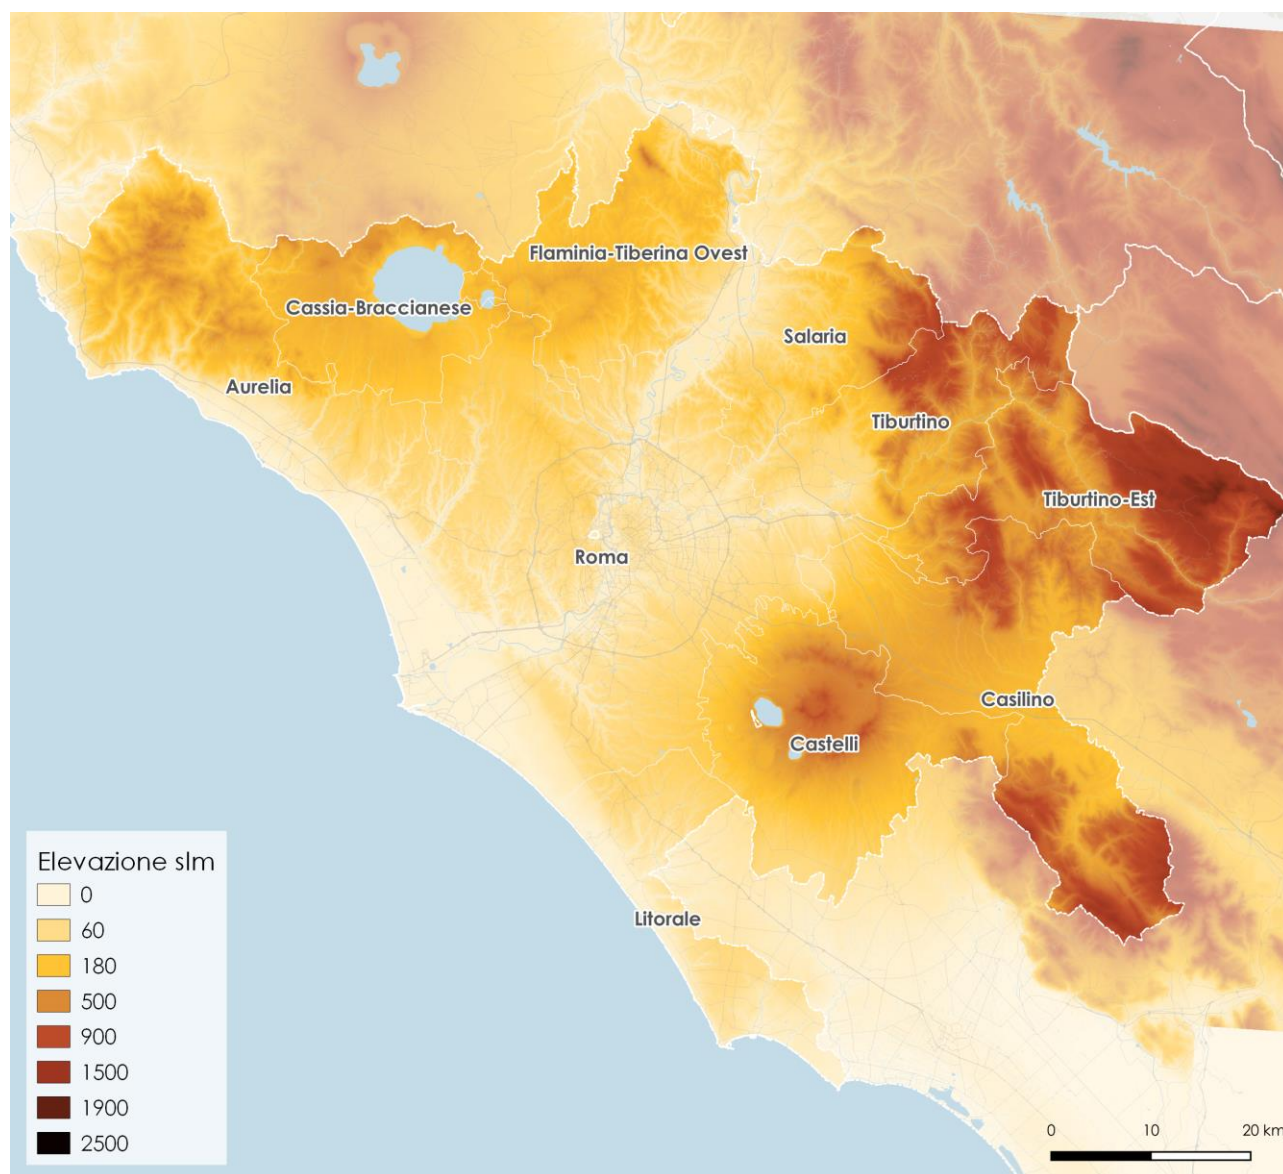 Flaminia-Tiberina Ovest
Cassia-Braccianese
Salaria
Aurelia
Tiburtino
Tiburtino-Est
Roma
Casilino
Castelli
Litorale
Elevazione slm
0
60
180
500
900
1500
1900
2500
0 10 20 km